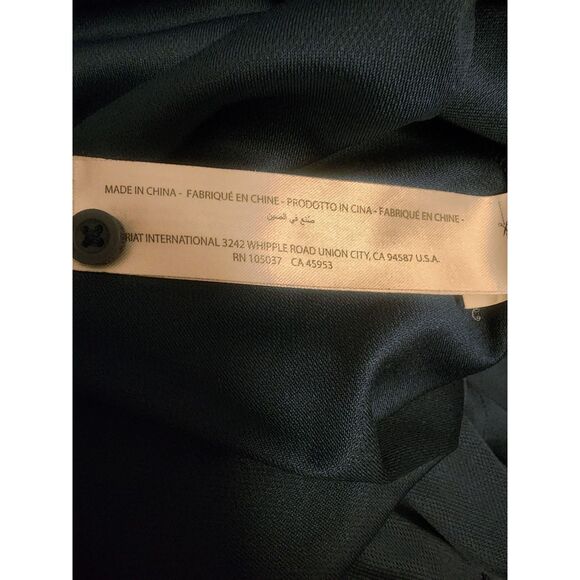 MADE IN CHINA - FABRIQUÉ EN CHINE - PRODOTTO IN CINA - FABRIQUÉ EN CHINE -
صنع في الصين
RIAT INTERNATIONAL 3242 WHIPPLE ROAD UNION CITY, CA 94587 U.S.A.
RN 105037 CA 45953